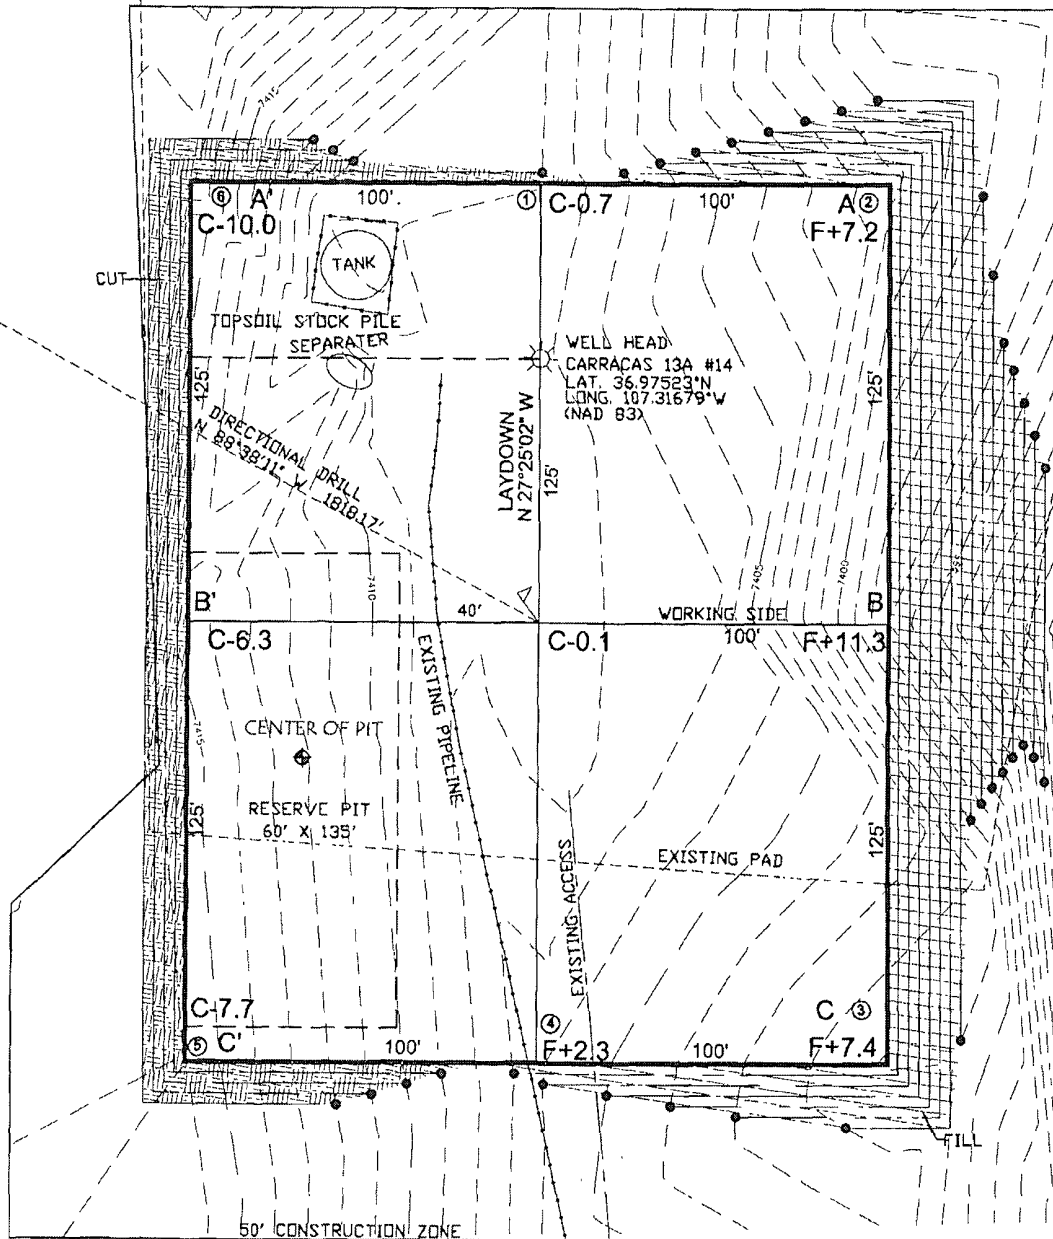 7415
⑥ A' 100'
① C-0.7 100' A ②
C-10.0
F+7.2
CUT
TANK
TOPSOIL STOCK PILE
SEPARATER
WELL HEAD
CARRACAS 13A #14
LAT. 36.97523°N
LONG. 107.31679°W
(NAD 83)
125'
125'
DIRECTIONAL DRILL
N 88°38'11" W 1818.17'
LAYDOWN
N 27°25'02" W
125'
7410
7405
7400
B'
40'
WORKING SIDE
B
100'
C-6.3
C-0.1
F+11.3
EXISTING PIPELINE
7415
CENTER OF PIT
RESERVE PIT
60' X 135'
125'
125'
EXISTING PAD
EXISTING ACCESS
C-7.7
⑤ C' 100'
④
F+2.3
100'
C ③
F+7.4
FILL
50' CONSTRUCTION ZONE